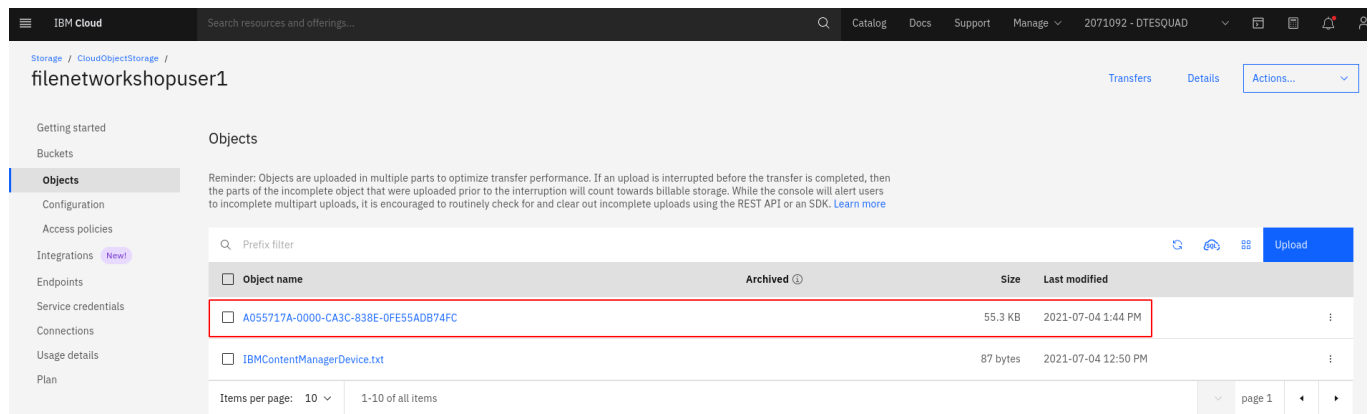 IBM Cloud
Search resources and offerings...
Catalog
Docs
Support
Manage
2071092 - DTESQUAD
Storage / CloudObjectStorage /
filenetworkshopuser1
Transfers
Details
Actions...
Getting started
Buckets
Objects
Configuration
Access policies
Integrations New!
Endpoints
Service credentials
Connections
Usage details
Plan
Objects
Reminder: Objects are uploaded in multiple parts to optimize transfer performance. If an upload is interrupted before the transfer is completed, then
the parts of the incomplete object that were uploaded prior to the interruption will count towards billable storage. While the console will alert users
to incomplete multipart uploads, it is encouraged to routinely check for and clear out incomplete uploads using the REST API or an SDK. Learn more
Prefix filter
SQL
Upload
Object name Archived Size Last modified
A055717A-0000-CA3C-838E-0FE55ADB74FC 55.3 KB 2021-07-04 1:44 PM
IBMContentManagerDevice.txt 87 bytes 2021-07-04 12:50 PM
Items per page: 10 1-10 of all items page 1